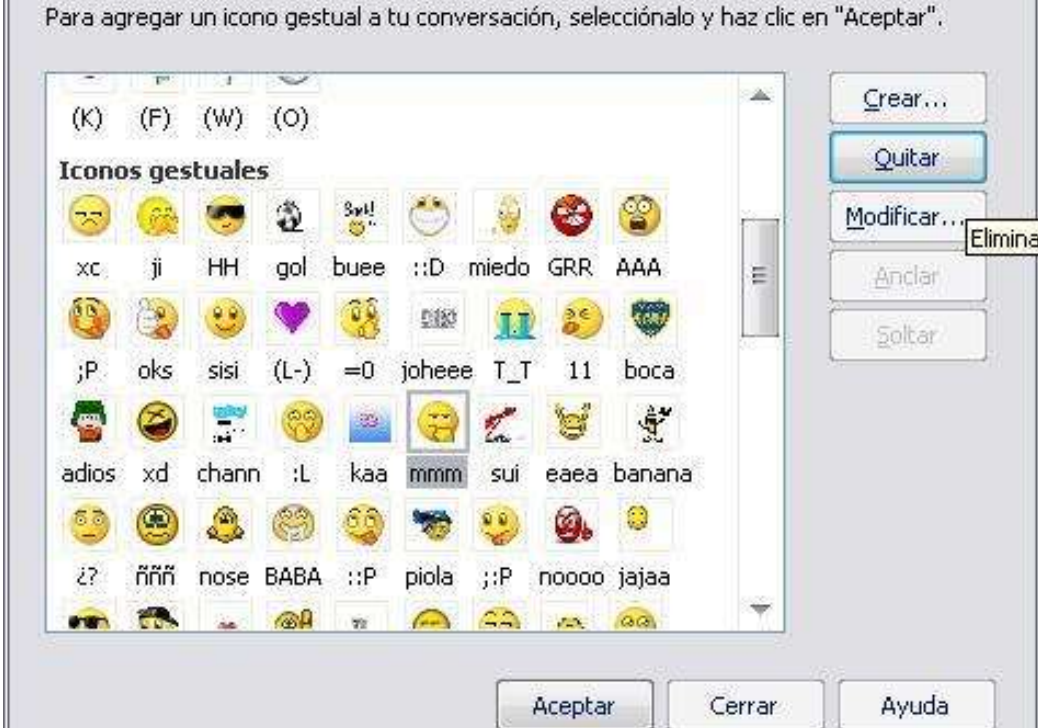 Para agregar un icono gestual a tu conversación, selecciónalo y haz clic en "Aceptar".
(K) (F) (W) (O)
Iconos gestuales
xc ji HH gol buee ::D miedo GRR AAA
;P oks sisi (L-) =0 joheee T_T 11 boca
adios xd chann :L kaa mmm sui eaea banana
¿? ñññ nose BABA ::P piola ;:P noooo jajaa
Crear...
Quitar
Modificar...
Elimina
Anclar
Soltar
Aceptar Cerrar Ayuda